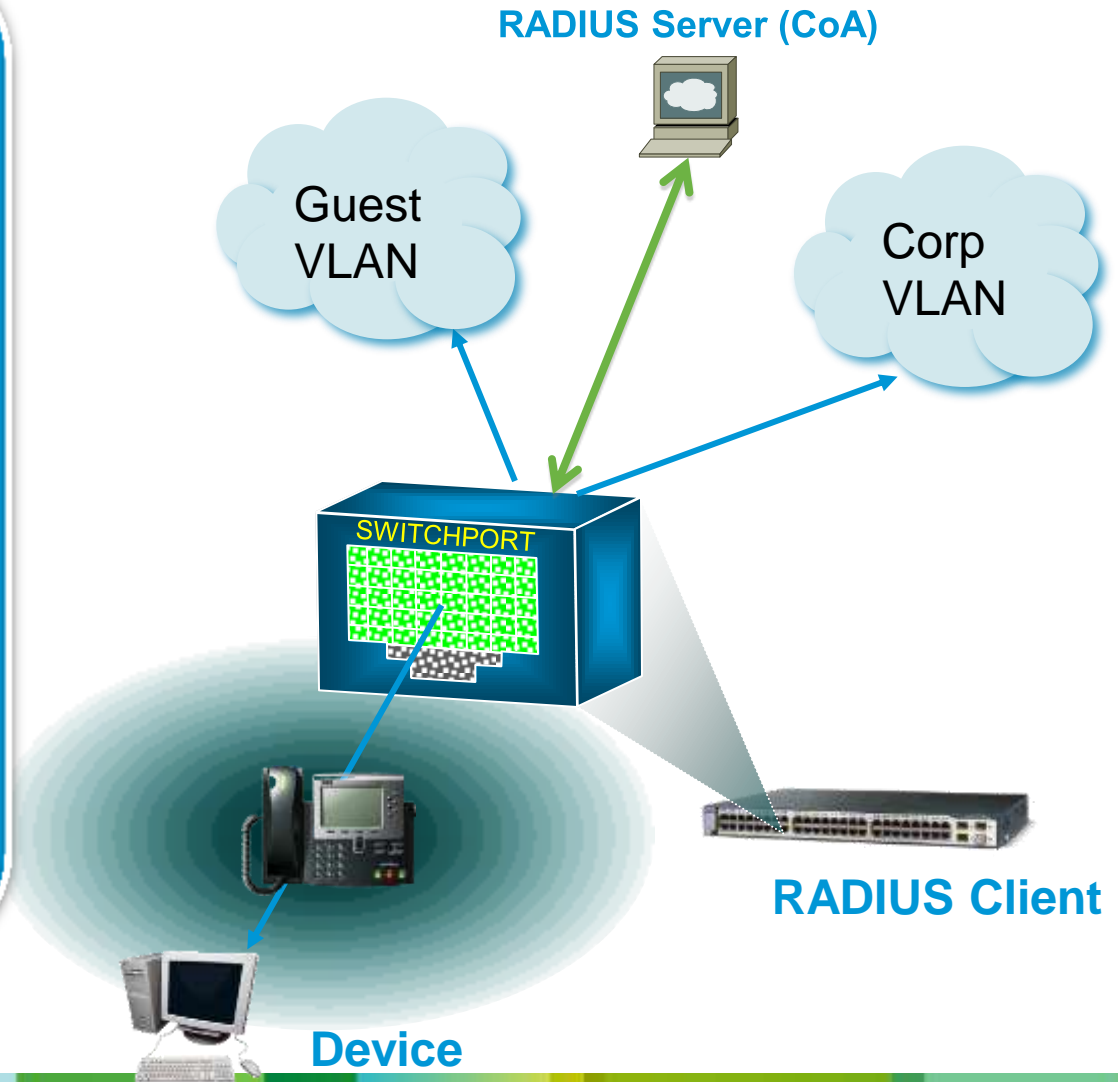 RADIUS Server (CoA)
Guest
VLAN
Corp
VLAN
SWITCHPORT
RADIUS Client
Device